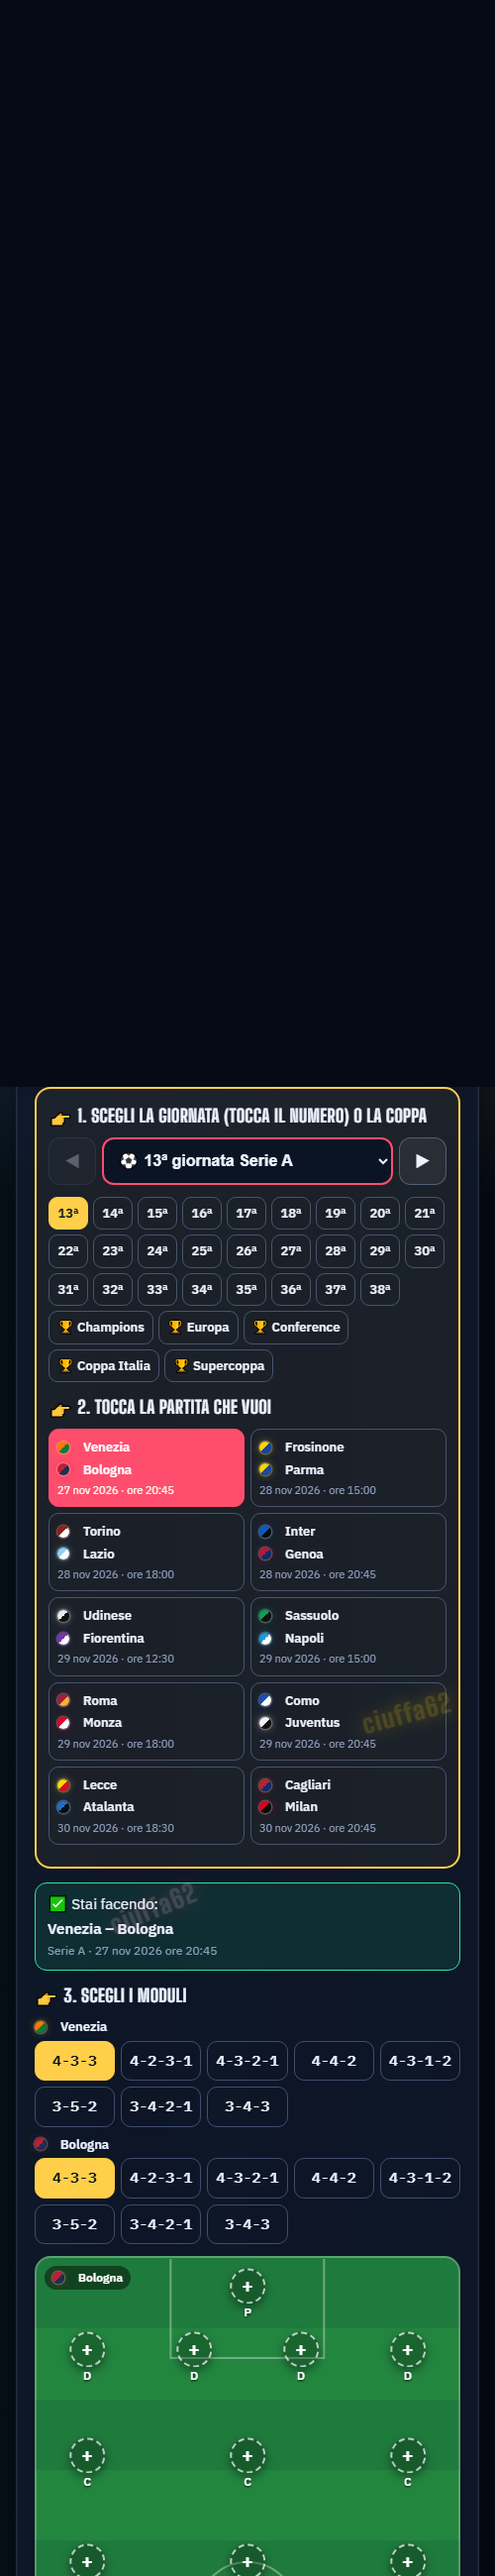 👉 1. SCEGLI LA GIORNATA (TOCCA IL NUMERO) O LA COPPA
◀ ⚽ 13ª giornata Serie A ▶
13ª 14ª 15ª 16ª 17ª 18ª 19ª 20ª 21ª
22ª 23ª 24ª 25ª 26ª 27ª 28ª 29ª 30ª
31ª 32ª 33ª 34ª 35ª 36ª 37ª 38ª
🏆 Champions 🏆 Europa 🏆 Conference
🏆 Coppa Italia 🏆 Supercoppa
👉 2. TOCCA LA PARTITA CHE VUOI
Venezia
Bologna
27 nov 2026 · ore 20:45
Frosinone
Parma
28 nov 2026 · ore 15:00
Torino
Lazio
28 nov 2026 · ore 18:00
Inter
Genoa
28 nov 2026 · ore 20:45
Udinese
Fiorentina
29 nov 2026 · ore 12:30
Sassuolo
Napoli
29 nov 2026 · ore 15:00
Roma
Monza
29 nov 2026 · ore 18:00
Como
Juventus
29 nov 2026 · ore 20:45
ciuffa62
Lecce
Atalanta
30 nov 2026 · ore 18:30
Cagliari
Milan
30 nov 2026 · ore 20:45
✅ Stai facendo:
ciuffa62
Venezia – Bologna
Serie A · 27 nov 2026 ore 20:45
👉 3. SCEGLI I MODULI
Venezia
4-3-3 4-2-3-1 4-3-2-1 4-4-2 4-3-1-2
3-5-2 3-4-2-1 3-4-3
Bologna
4-3-3 4-2-3-1 4-3-2-1 4-4-2 4-3-1-2
3-5-2 3-4-2-1 3-4-3
Bologna
+
P
+ + + +
D D D D
+ + +
C C C
+ + +